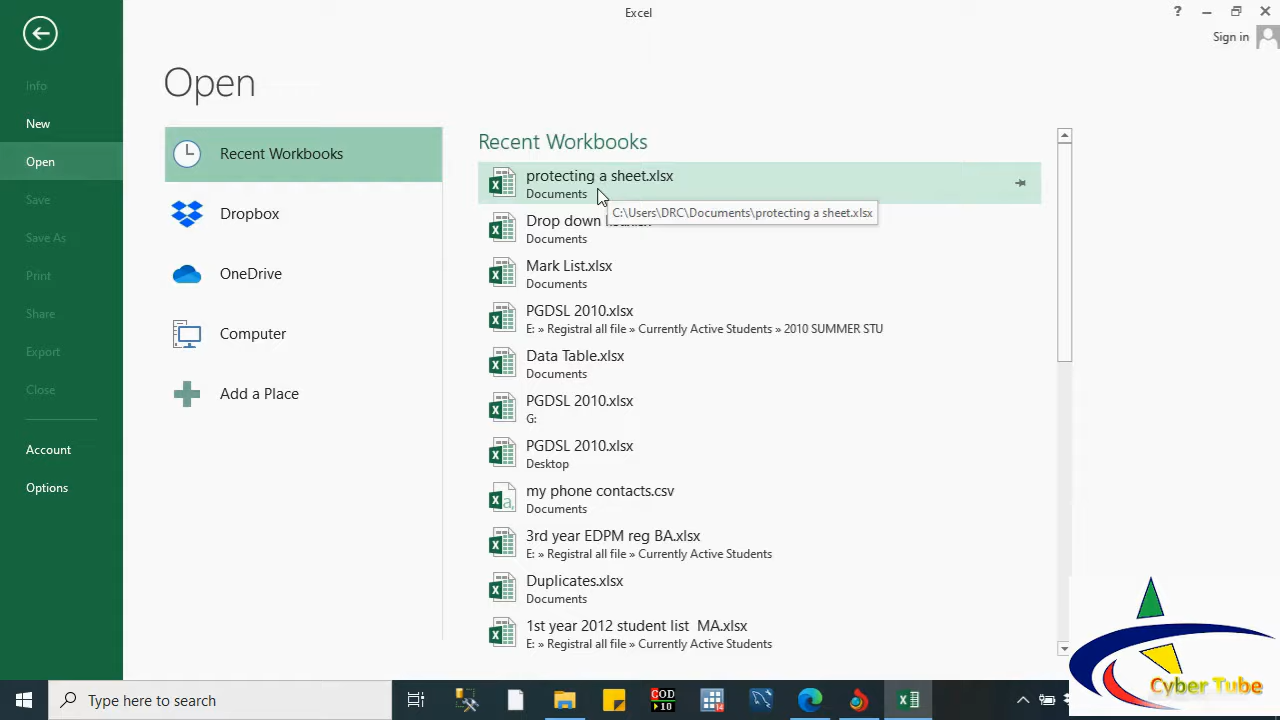 Excel
?
Sign in
Info
New
Open
Save
Save As
Print
Share
Export
Close
Account
Options
Open
Recent Workbooks
Dropbox
OneDrive
Computer
Add a Place
Recent Workbooks
protecting a sheet.xlsx
Documents
C:\Users\DRC\Documents\protecting a sheet.xlsx
Drop down
Documents
Mark List.xlsx
Documents
PGDSL 2010.xlsx
E: » Registral all file » Currently Active Students » 2010 SUMMER STU
Data Table.xlsx
Documents
PGDSL 2010.xlsx
G:
PGDSL 2010.xlsx
Desktop
my phone contacts.csv
Documents
3rd year EDPM reg BA.xlsx
E: » Registral all file » Currently Active Students
Duplicates.xlsx
Documents
1st year 2012 student list  MA.xlsx
E: » Registral all file » Currently Active Students
Cyber Tube
Type here to search